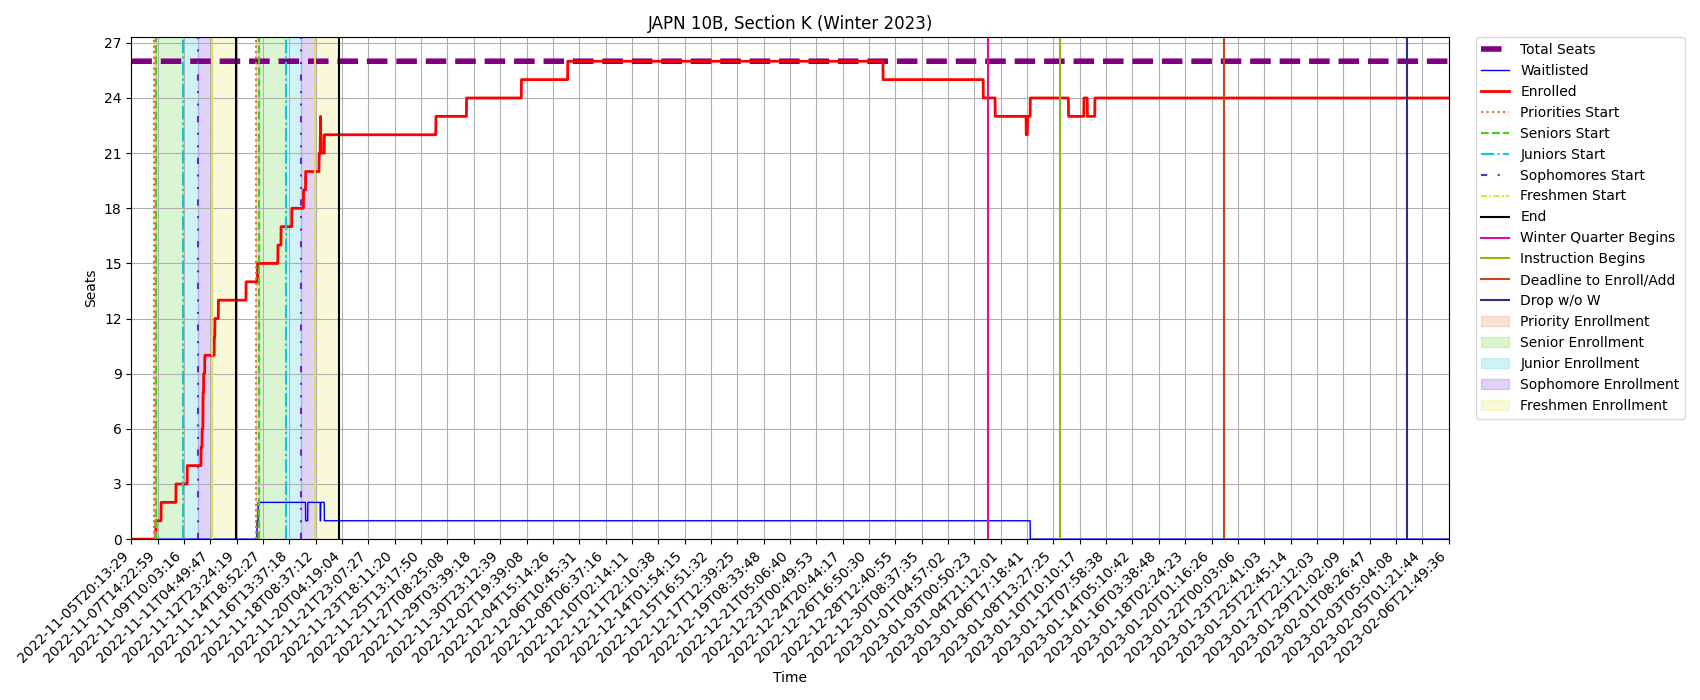 JAPN 10B, Section K (Winter 2023)
27
24
21
18
15
12
9
6
3
0
Seats
2022-11-05T20:13:29
2022-11-07T14:22:59
2022-11-09T10:03:16
2022-11-11T04:49:47
2022-11-12T23:24:19
2022-11-14T18:52:27
2022-11-16T13:37:18
2022-11-18T08:37:12
2022-11-20T04:19:04
2022-11-21T23:07:27
2022-11-23T18:11:20
2022-11-25T13:17:50
2022-11-27T08:25:08
2022-11-29T03:39:18
2022-11-30T23:12:39
2022-12-02T19:39:08
2022-12-04T15:14:26
2022-12-06T10:45:31
2022-12-08T06:37:16
2022-12-10T02:14:11
2022-12-11T22:10:38
2022-12-14T01:54:15
2022-12-15T16:51:32
2022-12-17T12:39:25
2022-12-19T08:33:48
2022-12-21T05:06:40
2022-12-23T00:49:53
2022-12-24T20:44:17
2022-12-26T16:50:30
2022-12-28T12:40:55
2022-12-30T08:37:35
2023-01-01T04:57:02
2023-01-03T00:50:23
2023-01-04T21:12:01
2023-01-06T17:18:41
2023-01-08T13:27:25
2023-01-10T10:10:17
2023-01-12T07:58:38
2023-01-14T05:10:42
2023-01-16T03:38:48
2023-01-18T02:24:23
2023-01-20T01:16:26
2023-01-22T00:03:06
2023-01-23T22:41:03
2023-01-25T22:45:14
2023-01-27T22:12:03
2023-01-29T21:02:09
2023-02-01T08:26:47
2023-02-03T05:04:08
2023-02-05T01:21:44
2023-02-06T21:49:36
Time
Total Seats
Waitlisted
Enrolled
Priorities Start
Seniors Start
Juniors Start
Sophomores Start
Freshmen Start
End
Winter Quarter Begins
Instruction Begins
Deadline to Enroll/Add
Drop w/o W
Priority Enrollment
Senior Enrollment
Junior Enrollment
Sophomore Enrollment
Freshmen Enrollment